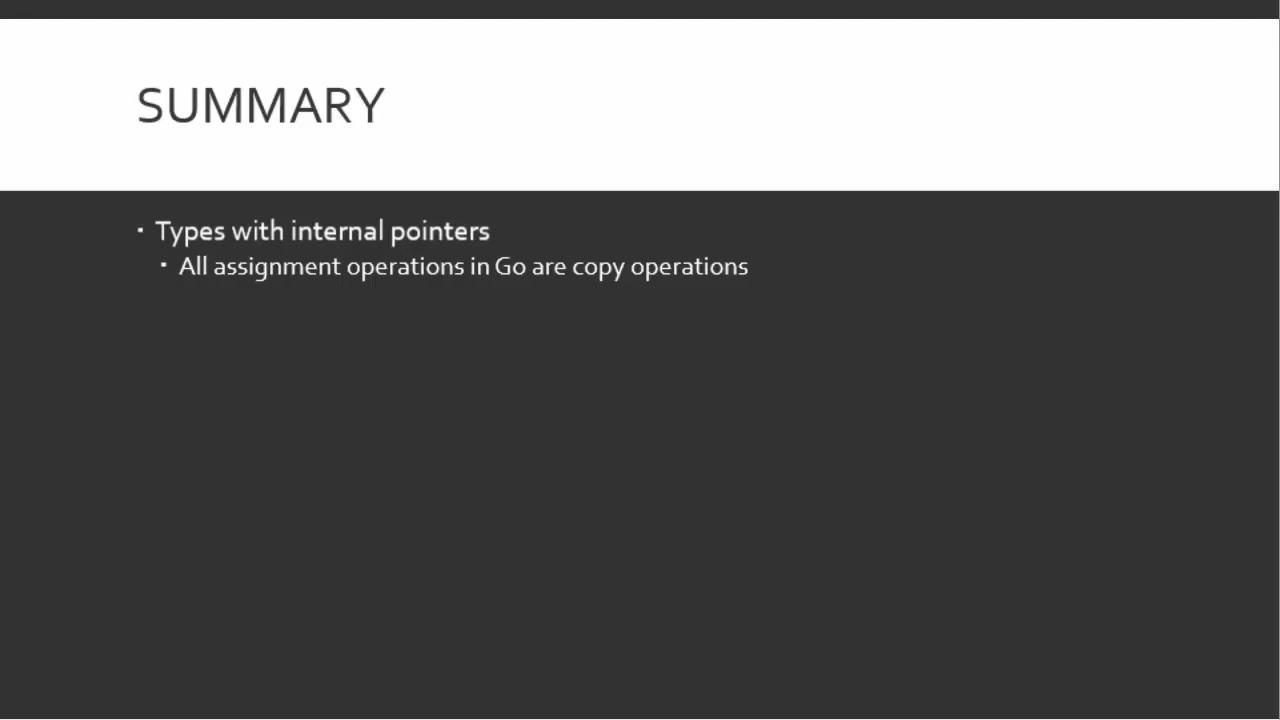 SUMMARY
▪ Types with internal pointers
▪ All assignment operations in Go are copy operations